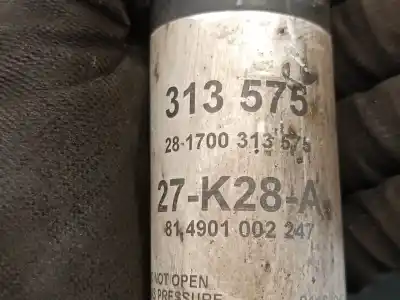 313 575
28-1700 313 575
27-K28-A
81.4901 002 247
NOT OPEN
PRESSURE